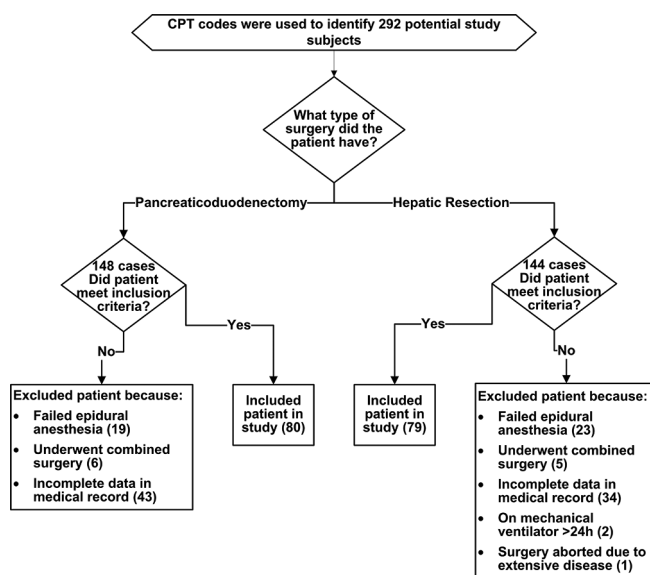 CPT codes were used to identify 292 potential study
subjects
What type of
surgery did the
patient have?
Pancreaticoduodenectomy
Hepatic Resection
148 cases
Did patient
meet inclusion
criteria?
144 cases
Did patient
meet inclusion
criteria?
Yes
Yes
No
No
Excluded patient because:
• Failed epidural
anesthesia (19)
• Underwent combined
surgery (6)
• Incomplete data in
medical record (43)
Included
patient in
study (80)
Included
patient in
study (79)
Excluded patient because:
• Failed epidural
anesthesia (23)
• Underwent combined
surgery (5)
• Incomplete data in
medical record (34)
• On mechanical
ventilator >24h (2)
• Surgery aborted due to
extensive disease (1)